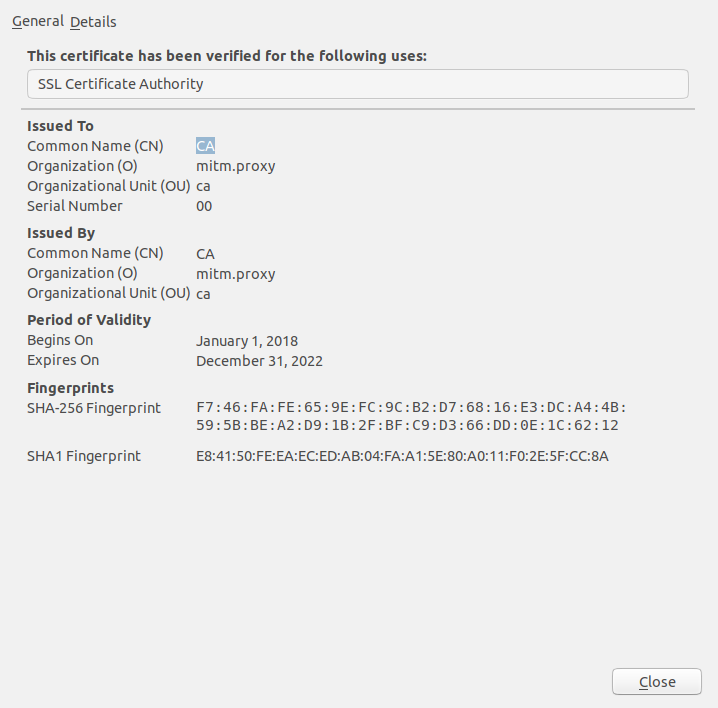 General Details
This certificate has been verified for the following uses:
SSL Certificate Authority
Issued To
Common Name (CN) CA
Organization (O) mitm.proxy
Organizational Unit (OU) ca
Serial Number 00
Issued By
Common Name (CN) CA
Organization (O) mitm.proxy
Organizational Unit (OU) ca
Period of Validity
Begins On January 1, 2018
Expires On December 31, 2022
Fingerprints
SHA-256 Fingerprint F7:46:FA:FE:65:9E:FC:9C:B2:D7:68:16:E3:DC:A4:4B:
59:5B:BE:A2:D9:1B:2F:BF:C9:D3:66:DD:0E:1C:62:12
SHA1 Fingerprint E8:41:50:FE:EA:EC:ED:AB:04:FA:A1:5E:80:A0:11:F0:2E:5F:CC:8A
Close